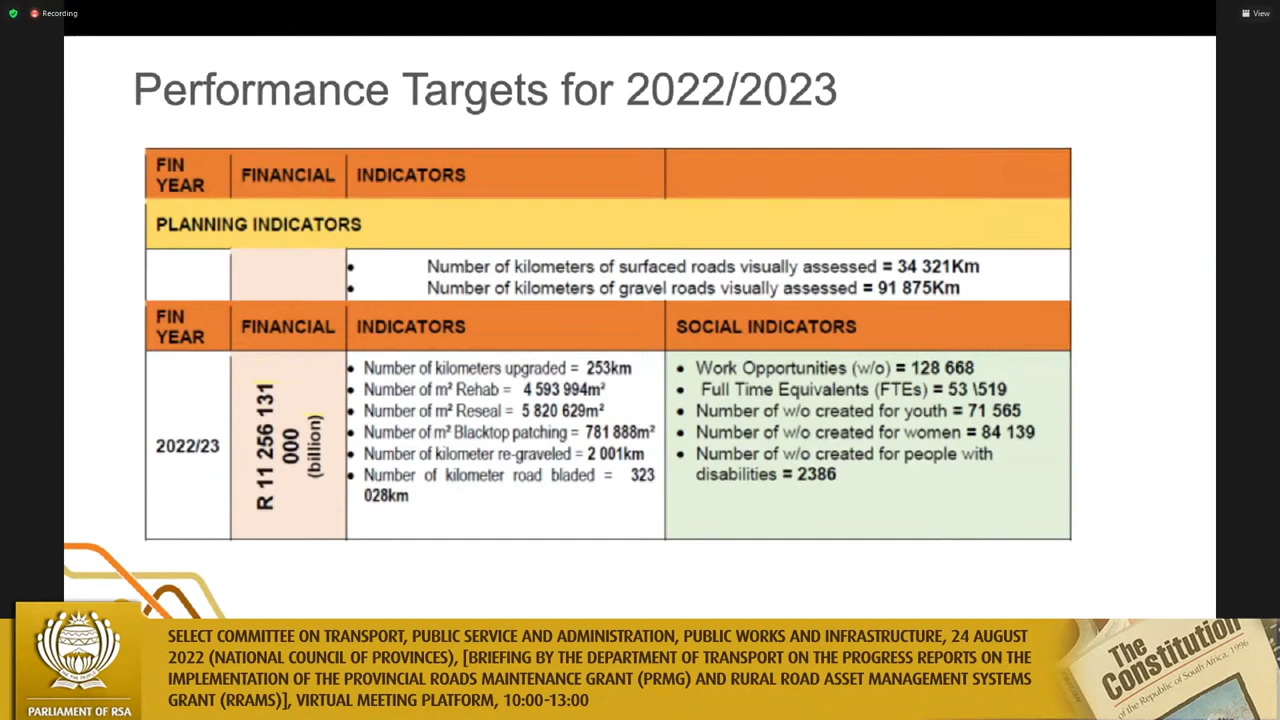 Recording
View
Performance Targets for 2022/2023
FIN YEAR FINANCIAL INDICATORS
PLANNING INDICATORS
• Number of kilometers of surfaced roads visually assessed = 34 321Km
• Number of kilometers of gravel roads visually assessed = 91 875Km
FIN YEAR FINANCIAL INDICATORS SOCIAL INDICATORS
2022/23
R 11 256 131
000
(billion)
• Number of kilometers upgraded = 253km
• Number of m² Rehab = 4 593 994m²
• Number of m² Reseal = 5 820 629m²
• Number of m² Blacktop patching = 781 888m²
• Number of kilometer re-graveled = 2 001km
• Number of kilometer road bladed = 323
028km
• Work Opportunities (w/o) = 128 668
• Full Time Equivalents (FTEs) = 53 \519
• Number of w/o created for youth = 71 565
• Number of w/o created for women = 84 139
• Number of w/o created for people with
disabilities = 2386
PARLIAMENT OF RSA
SELECT COMMITTEE ON TRANSPORT, PUBLIC SERVICE AND ADMINISTRATION, PUBLIC WORKS AND INFRASTRUCTURE, 24 AUGUST
2022 (NATIONAL COUNCIL OF PROVINCES), [BRIEFING BY THE DEPARTMENT OF TRANSPORT ON THE PROGRESS REPORTS ON THE
IMPLEMENTATION OF THE PROVINCIAL ROADS MAINTENANCE GRANT (PRMG) AND RURAL ROAD ASSET MANAGEMENT SYSTEMS
GRANT (RRAMS)], VIRTUAL MEETING PLATFORM, 10:00-13:00
The
Constitution
of the Republic of South Africa, 1996